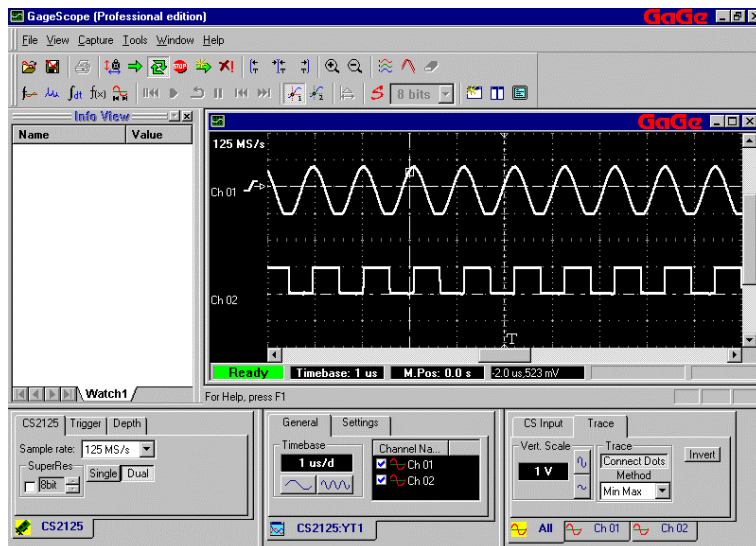 GageScope (Professional edition)
GaGe
File View Capture Tools Window Help
STOP
∫dt f(x)
8 bits
Info View
Name Value
Watch1
GaGe
125 MS/s
Ch 01
Ch 02
T
Ready Timebase: 1 us M.Pos: 0.0 s -2.0 us,523 mV
For Help, press F1
CS2125 Trigger Depth
Sample rate: 125 MS/s
SuperRes
8bit
Single Dual
CS2125
General Settings
Timebase
1 us/d
Channel Na...
Ch 01
Ch 02
CS2125:YT1
CS Input Trace
Vert. Scale
1 V
Trace
Connect Dots
Method
Min Max
Invert
All Ch 01 Ch 02